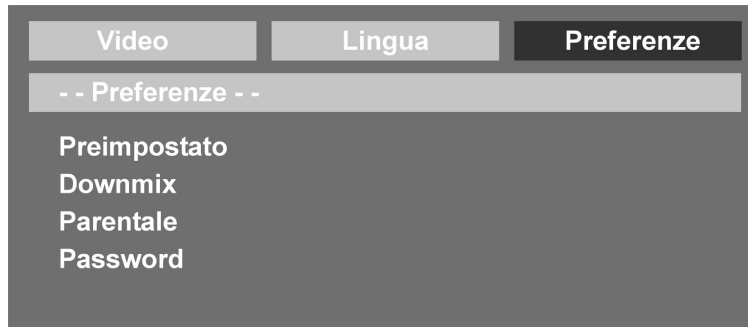 Video Lingua Preferenze
- - Preferenze - -
Preimpostato
Downmix
Parentale
Password